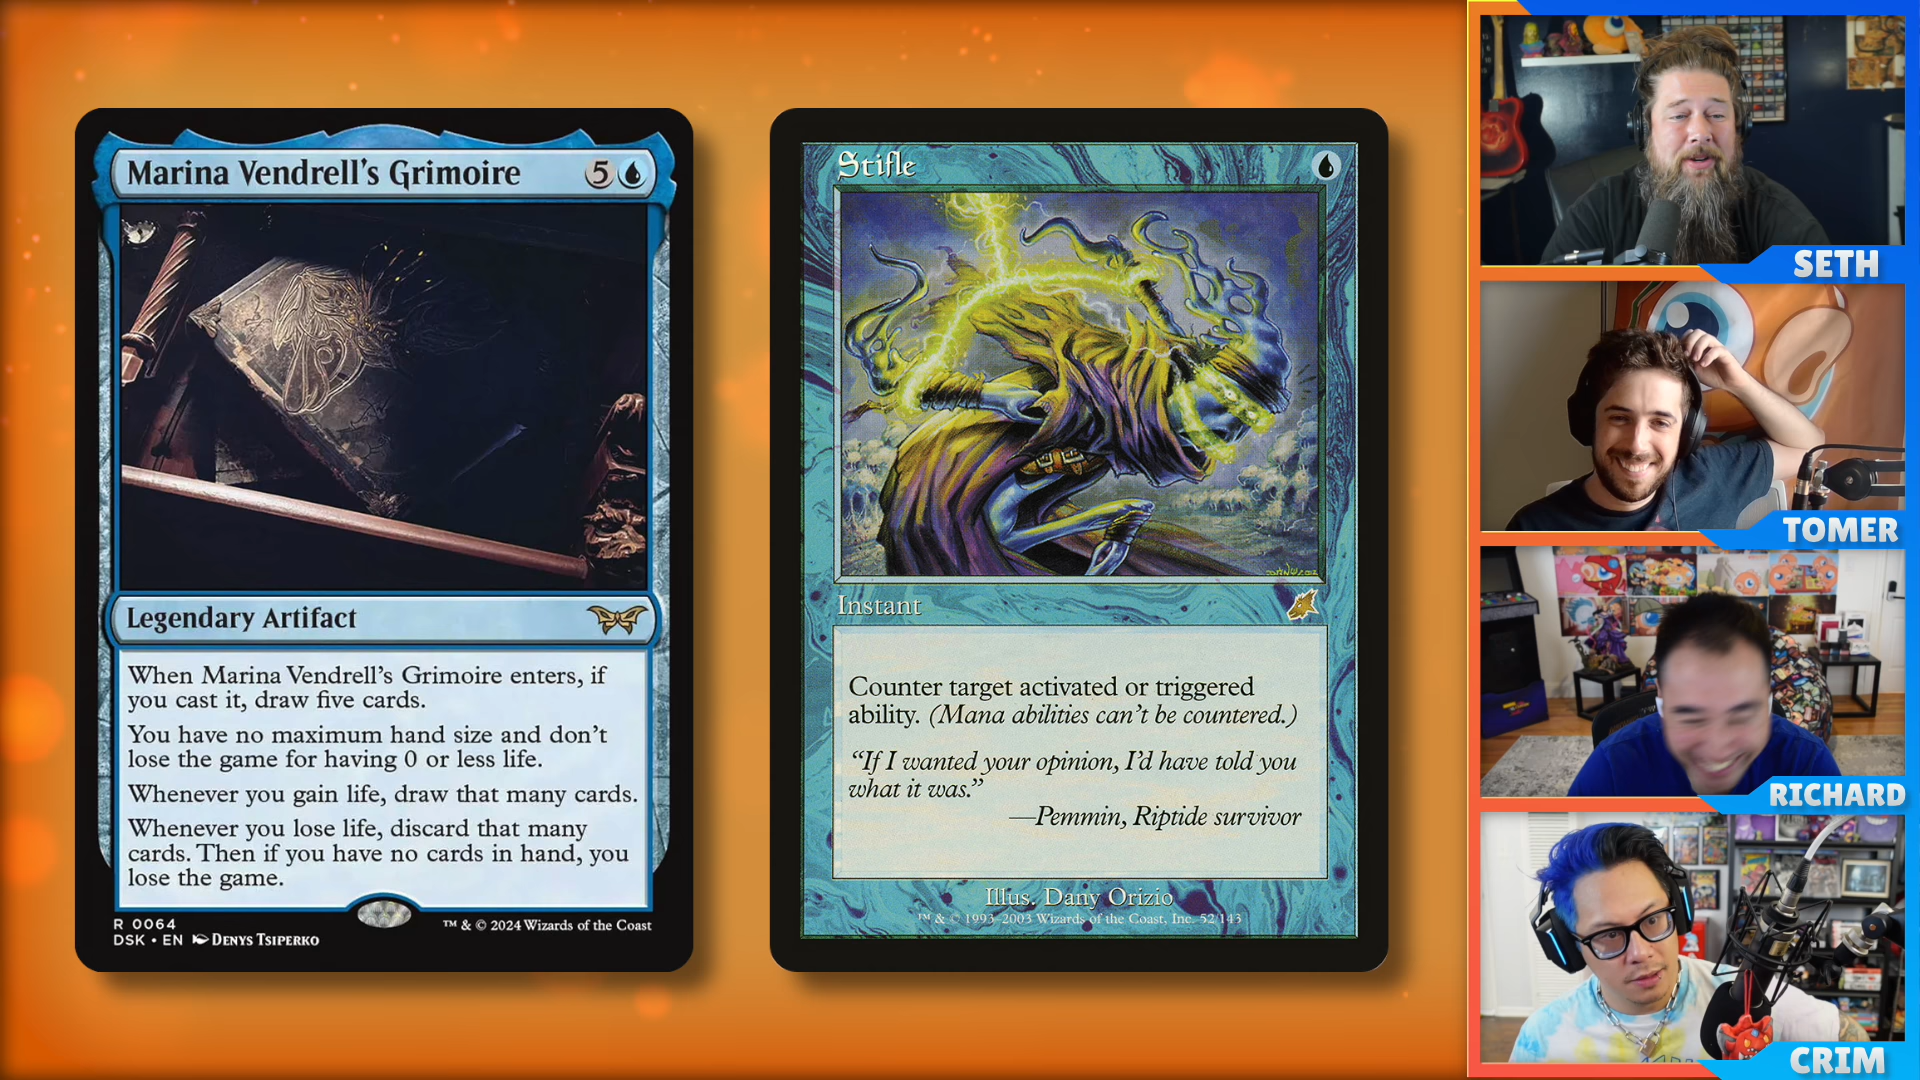 Marina Vendrell's Grimoire 5
Legendary Artifact
When Marina Vendrell's Grimoire enters, if
you cast it, draw five cards.
You have no maximum hand size and don't
lose the game for having 0 or less life.
Whenever you gain life, draw that many cards.
Whenever you lose life, discard that many
cards. Then if you have no cards in hand, you
lose the game.
R 0064
DSK • EN DENYS TSIPERKO
™ & © 2024 Wizards of the Coast
Stifle
Instant
Counter target activated or triggered
ability. (Mana abilities can't be countered.)
“If I wanted your opinion, I'd have told you
what it was.”
—Pemmin, Riptide survivor
Illus. Dany Orizio
™ & © 1993–2003 Wizards of the Coast, Inc. 52/143
SETH
TOMER
RICHARD
CRIM